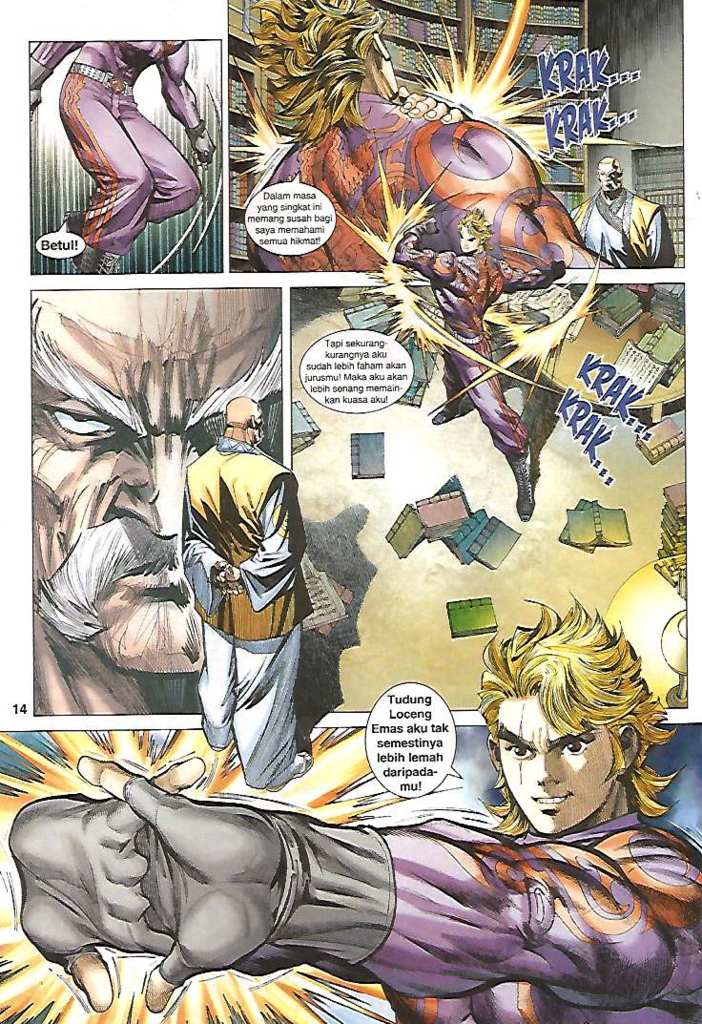 Betul!
Dalam masa
yang singkat ini
memang susah bagi
saya memahami
semua hikmat!
KRAK...
KRAK...
Tapi sekurang-
kurangnya aku
sudah lebih faham akan
jurusmu! Maka aku akan
lebih senang memain-
kan kuasa aku!
KRAK...
KRAK...
14
Tudung
Loceng
Emas aku tak
semestinya
lebih lemah
daripada-
mu!